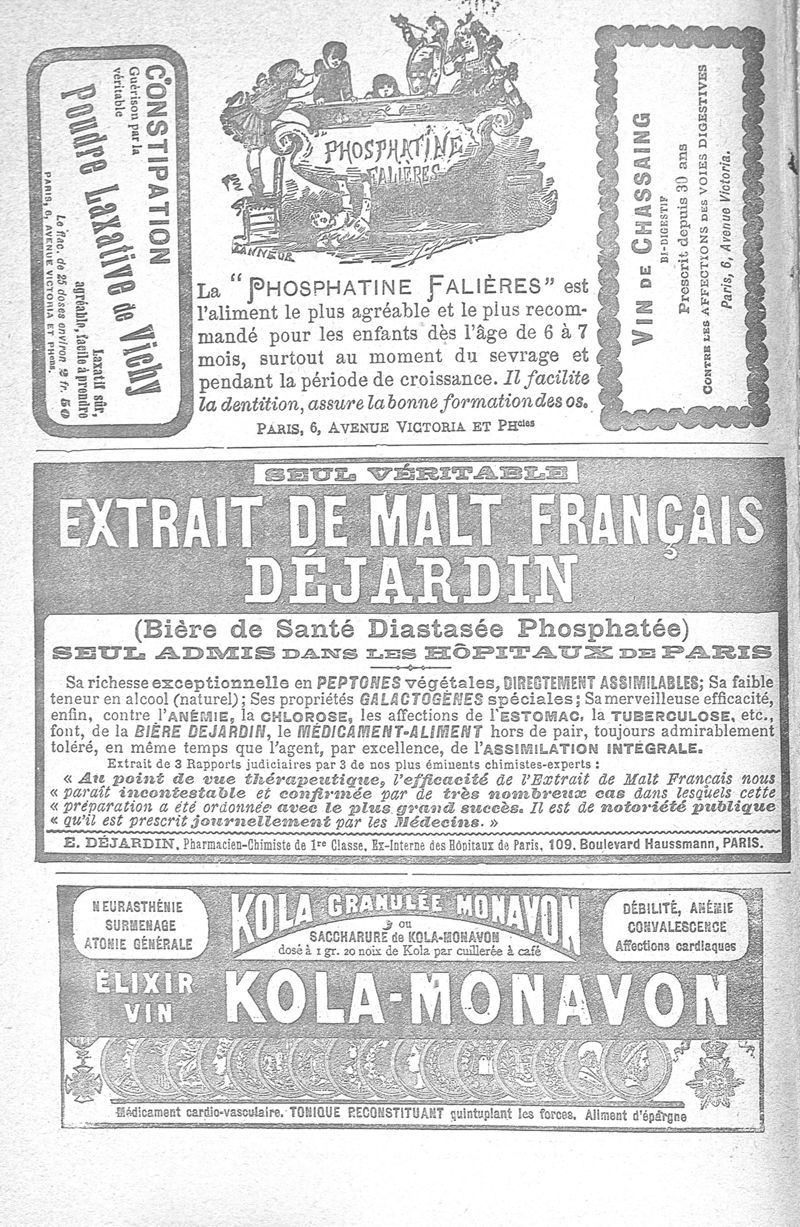 CONSTIPATION
Guérison par la
véritable
Poudre Laxative de Vichy
Laxatif sûr,
agréable, facile à prendre
Le flac. de 25 doses environ 2 fr. 50
PARIS, 6, AVENUE VICTORIA ET PHcies.
PHOSPHATINE
FALIÈRES
VANNEUR
La "PHOSPHATINE FALIÈRES" est
l'aliment le plus agréable et le plus recom-
mandé pour les enfants dès l'âge de 6 à 7
mois, surtout au moment du sevrage et
pendant la période de croissance. Il facilite
la dentition, assure la bonne formation des os.
PARIS, 6, AVENUE VICTORIA ET PHcies
VIN DE CHASSAING
BI-DIGESTIF
Prescrit depuis 30 ans
CONTRE LES AFFECTIONS DES VOIES DIGESTIVES
Paris, 6, Avenue Victoria.
SEUL VÉRITABLE
EXTRAIT DE MALT FRANÇAIS
DÉJARDIN
(Bière de Santé Diastasée Phosphatée)
SEUL ADMIS DANS LES HÔPITAUX DE PARIS
Sa richesse exceptionnelle en PEPTONES végétales, DIRECTEMENT ASSIMILABLES; Sa faible
teneur en alcool (naturel); Ses propriétés GALACTOGÈNES spéciales; Sa merveilleuse efficacité,
enfin, contre l'ANÉMIE, la CHLOROSE, les affections de l'ESTOMAC, la TUBERCULOSE, etc.,
font, de la BIÈRE DEJARDIN, le MÉDICAMENT-ALIMENT hors de pair, toujours admirablement
toléré, en même temps que l'agent, par excellence, de l'ASSIMILATION INTÉGRALE.
Extrait de 3 Rapports judiciaires par 3 de nos plus éminents chimistes-experts :
« Au point de vue thérapeutique, l'efficacité de l'Extrait de Malt Français nous
« paraît incontestable et confirmée par de très nombreux cas dans lesquels cette
« préparation a été ordonnée avec le plus grand succès. Il est de notoriété publique
« qu'il est prescrit journellement par les Médecins. »
E. DÉJARDIN, Pharmacien-Chimiste de 1re Classe, Ex-Interne des Hôpitaux de Paris, 109, Boulevard Haussmann, PARIS.
NEURASTHÉNIE
SURMENAGE
ATONIE GÉNÉRALE
KOLA GRANULÉE MONAVON
ou
SACCHARURE de KOLA-MONAVON
dosé à 1 gr. 20 noix de Kola par cuillerée à café
DÉBILITÉ, ANÉMIE
CONVALESCENCE
Affections cardiaques
ÉLIXIR
VIN
KOLA-MONAVON
Médicament cardio-vasculaire. TONIQUE RECONSTITUANT quintuplant les forces. Aliment d'épargne